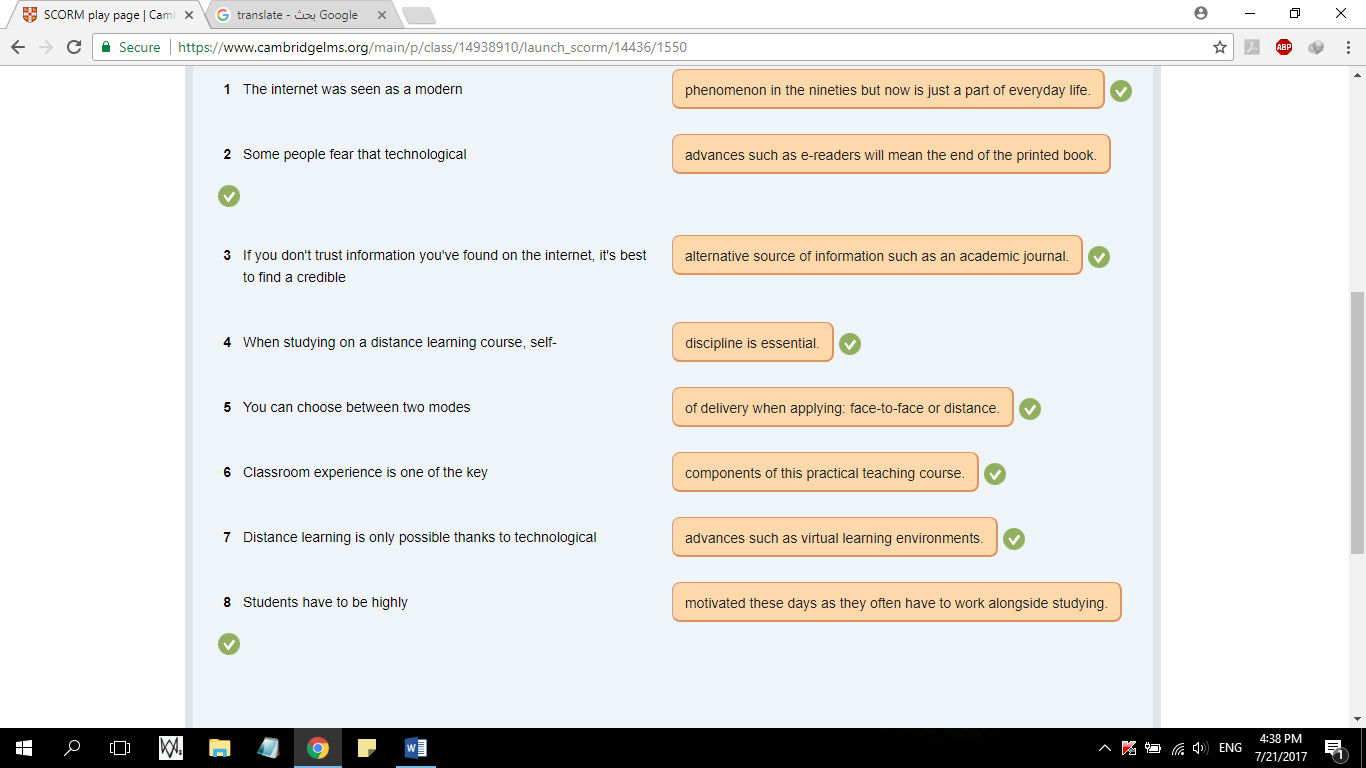 SCORM play page | Cam
translate - بحث Google
Secure https://www.cambridgelms.org/main/p/class/14938910/launch_scorm/14436/1550
ABP
1 The internet was seen as a modern
phenomenon in the nineties but now is just a part of everyday life.
2 Some people fear that technological
advances such as e-readers will mean the end of the printed book.
3 If you don't trust information you've found on the internet, it's best
to find a credible
alternative source of information such as an academic journal.
4 When studying on a distance learning course, self-
discipline is essential.
5 You can choose between two modes
of delivery when applying: face-to-face or distance.
6 Classroom experience is one of the key
components of this practical teaching course.
7 Distance learning is only possible thanks to technological
advances such as virtual learning environments.
8 Students have to be highly
motivated these days as they often have to work alongside studying.
ENG
4:38 PM
7/21/2017
1